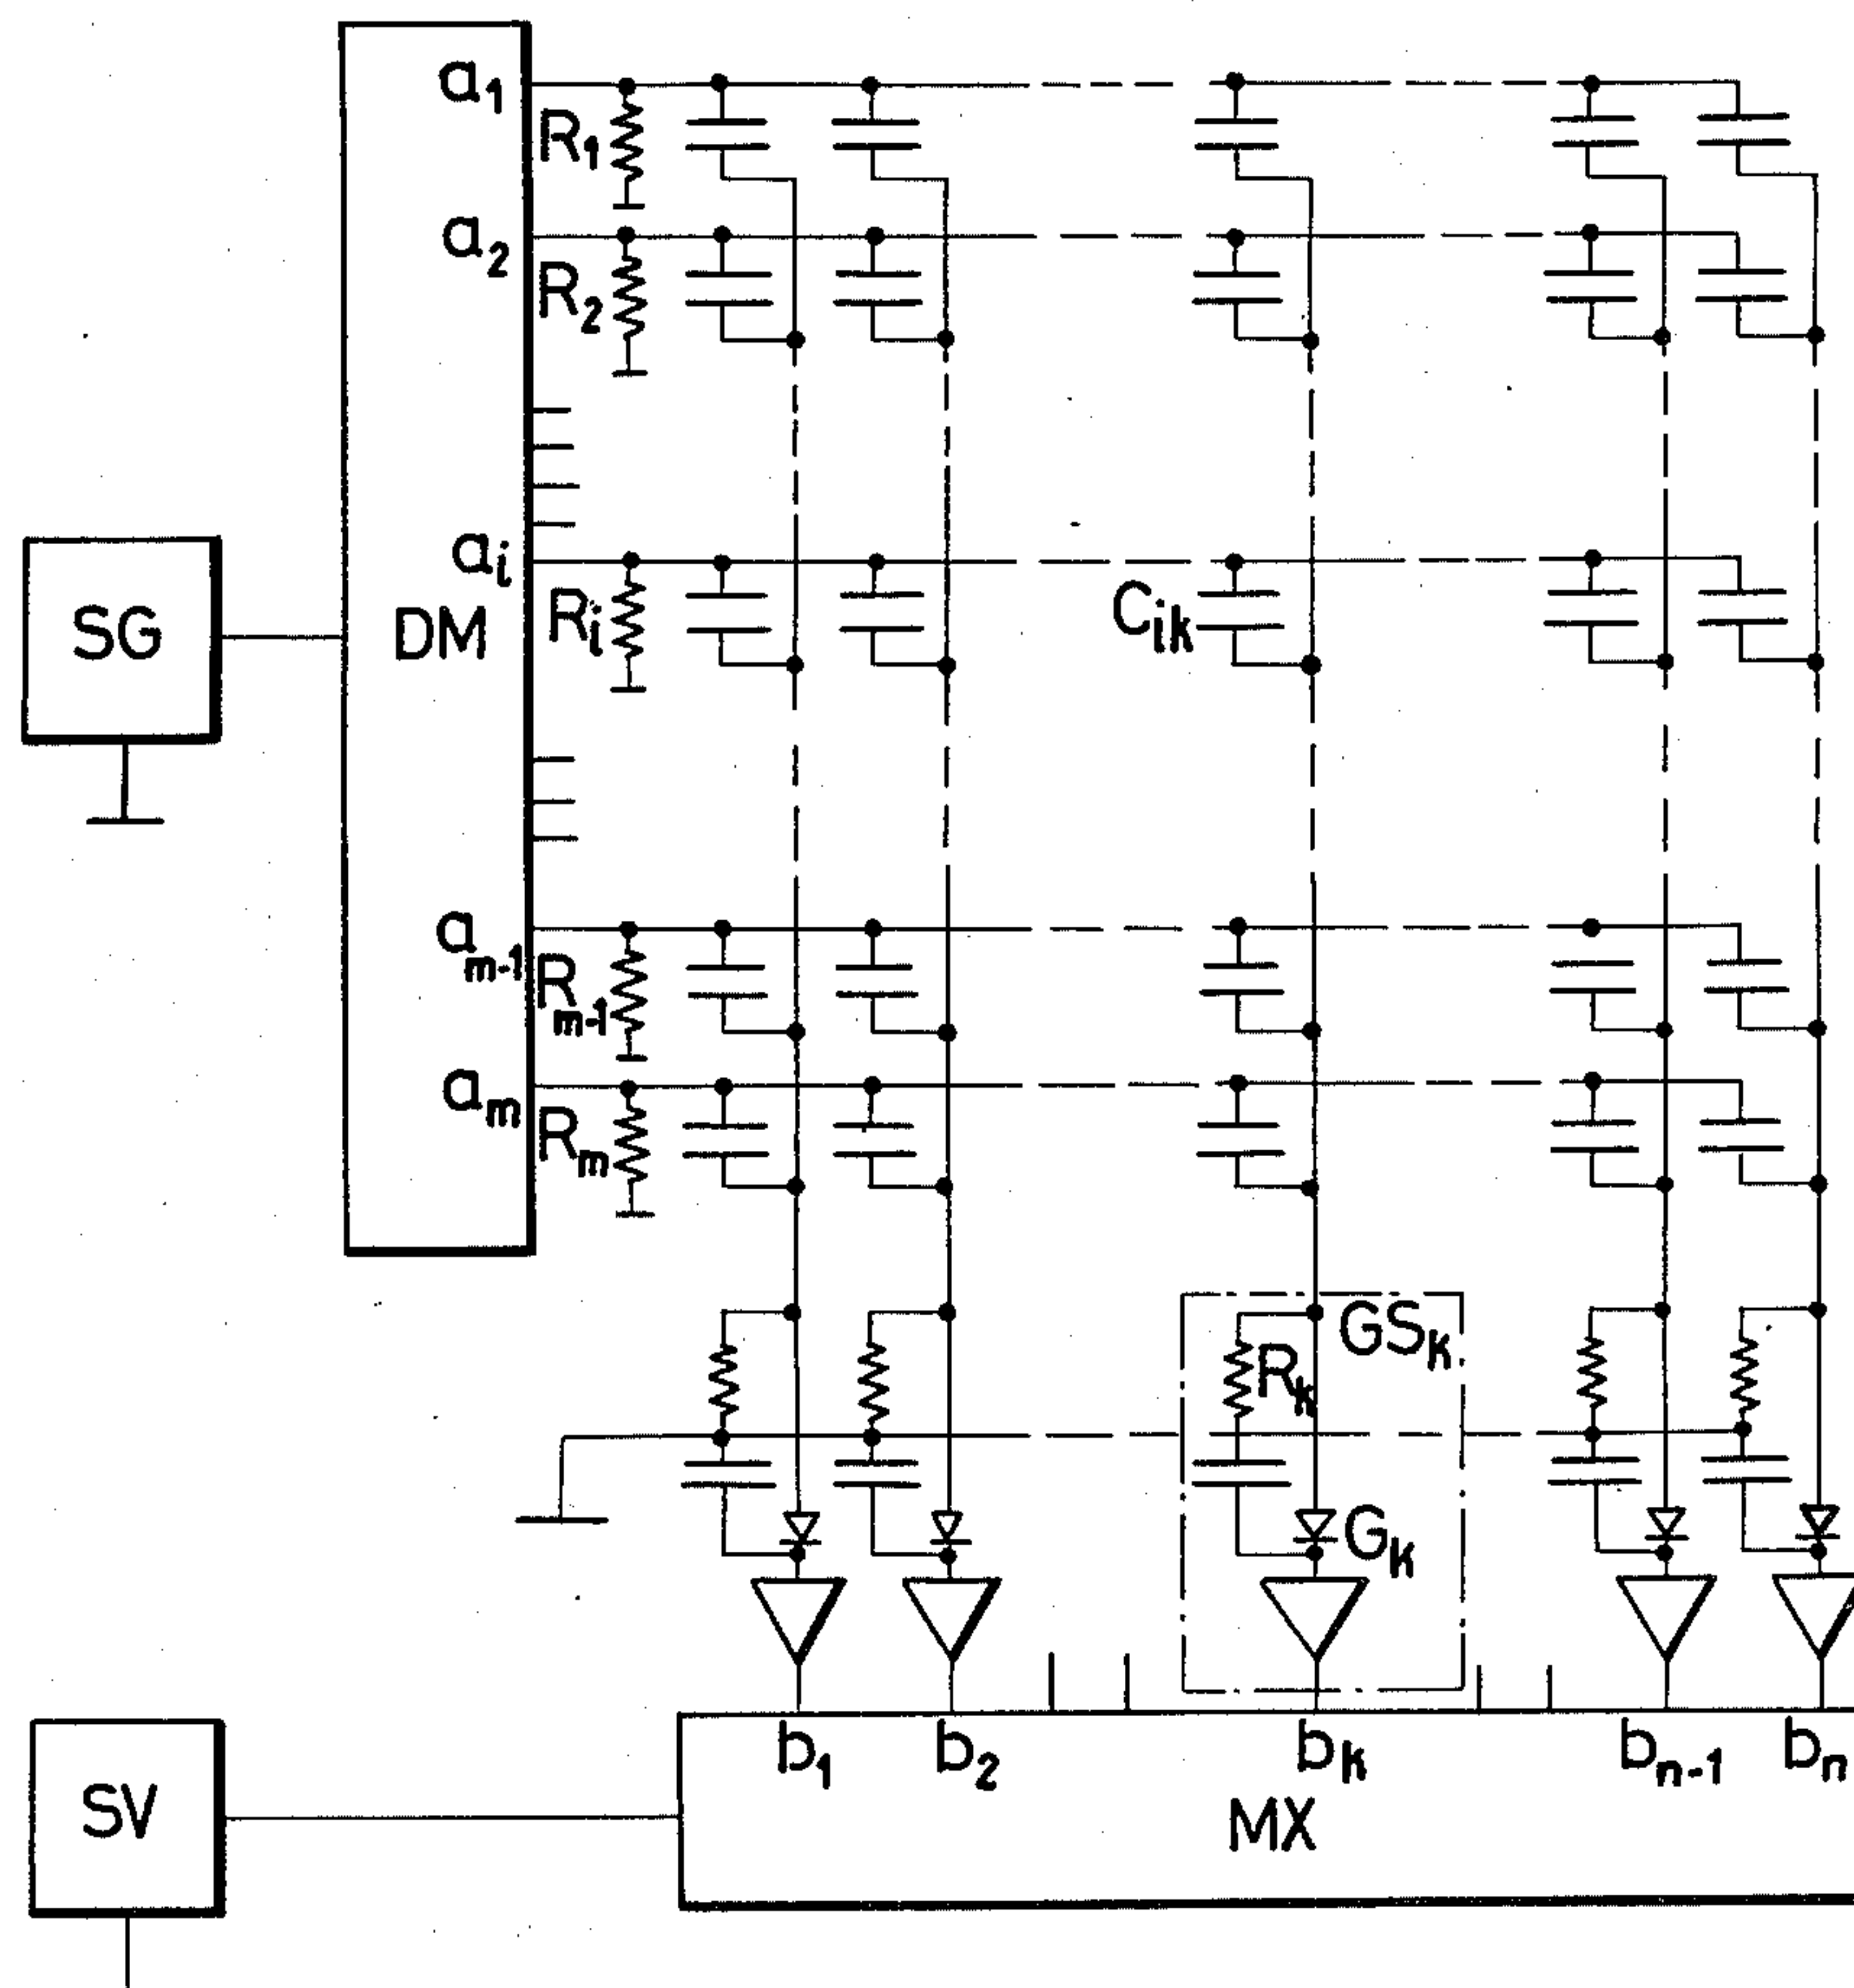 a₁
R₁
a₂
R₂
aᵢ
Rᵢ
Cᵢₖ
SG
DM
aₘ₋₁
Rₘ₋₁
aₘ
Rₘ
GSₖ
Rₖ
Gₖ
b₁ b₂ bₖ bₙ₋₁ bₙ
SV
MX